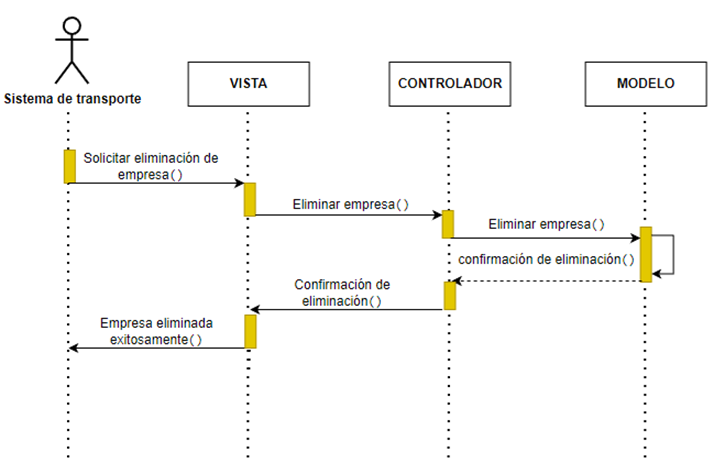 Sistema de transporte
VISTA
CONTROLADOR
MODELO
Solicitar eliminación de
empresa()
Eliminar empresa()
Eliminar empresa()
confirmación de eliminación()
Confirmación de
eliminación()
Empresa eliminada
exitosamente()